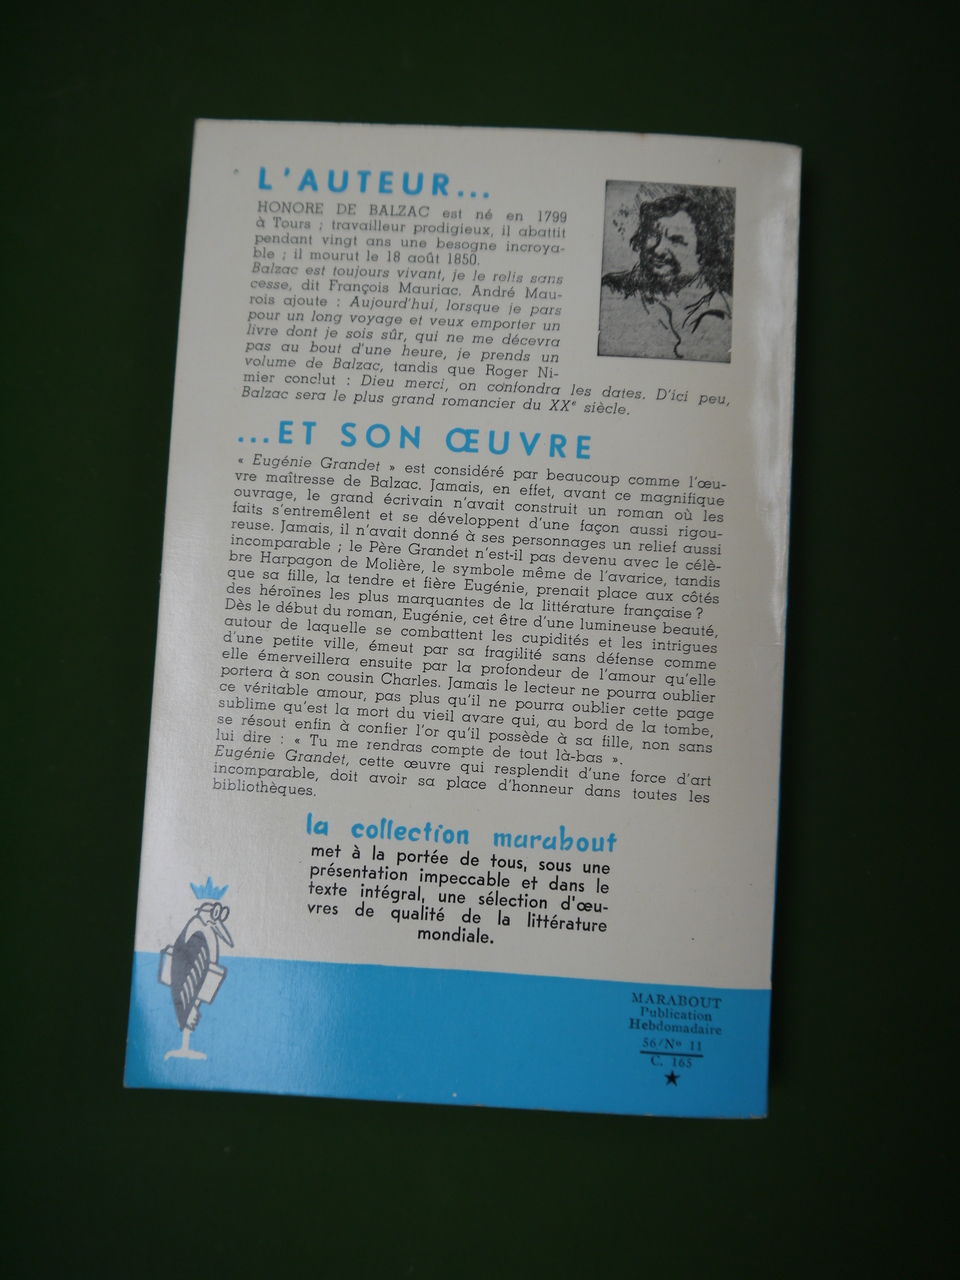 L'AUTEUR...
HONORE DE BALZAC est né en 1799
à Tours ; travailleur prodigieux, il abattit
pendant vingt ans une besogne incroya-
ble ; il mourut le 18 août 1850.
Balzac est toujours vivant, je le relis sans
cesse, dit François Mauriac. André Mau-
rois ajoute : Aujourd'hui, lorsque je pars
pour un long voyage et veux emporter un
livre dont je sois sûr, qui ne me décevra
pas au bout d'une heure, je prends un
volume de Balzac, tandis que Roger Ni-
mier conclut : Dieu merci, on confondra les dates. D'ici peu,
Balzac sera le plus grand romancier du XXe siècle.
...ET SON ŒUVRE
« Eugénie Grandet » est considéré par beaucoup comme l'œu-
vre maîtresse de Balzac. Jamais, en effet, avant ce magnifique
ouvrage, le grand écrivain n'avait construit un roman où les
faits s'entremêlent et se développent d'une façon aussi rigou-
reuse. Jamais, il n'avait donné à ses personnages un relief aussi
incomparable ; le Père Grandet n'est-il pas devenu avec le célè-
bre Harpagon de Molière, le symbole même de l'avarice, tandis
que sa fille, la tendre et fière Eugénie, prenait place aux côtés
des héroïnes les plus marquantes de la littérature française ?
Dès le début du roman, Eugénie, cet être d'une lumineuse beauté,
autour de laquelle se combattent les cupidités et les intrigues
d'une petite ville, émeut par sa fragilité sans défense comme
elle émerveillera ensuite par la profondeur de l'amour qu'elle
portera à son cousin Charles. Jamais le lecteur ne pourra oublier
ce véritable amour, pas plus qu'il ne pourra oublier cette page
sublime qu'est la mort du vieil avare qui, au bord de la tombe,
se résout enfin à confier l'or qu'il possède à sa fille, non sans
lui dire : « Tu me rendras compte de tout là-bas ».
Eugénie Grandet, cette œuvre qui resplendit d'une force d'art
incomparable, doit avoir sa place d'honneur dans toutes les
bibliothèques.
la collection marabout
met à la portée de tous, sous une
présentation impeccable et dans le
texte intégral, une sélection d'œu-
vres de qualité de la littérature
mondiale.
MARABOUT
Publication
Hebdomadaire
56/No 11
C. 165